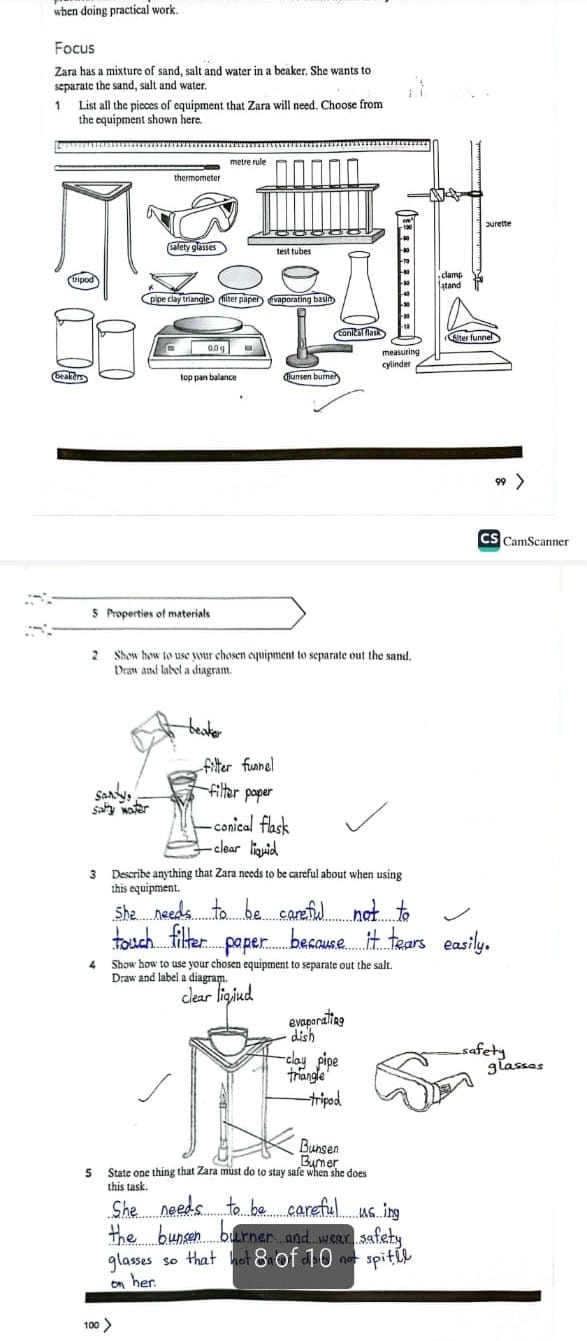 when doing practical work.
Focus
Zara has a mixture of sand, salt and water in a beaker. She wants to
separate the sand, salt and water.
1 List all the pieces of equipment that Zara will need. Choose from
the equipment shown here.
metre rule
thermometer
safety glasses
test tubes
burette
tripod
clamp
stand
pipe clay triangle
filter paper
evaporating basin
conical flask
filter funnel
measuring
cylinder
0.0 g
beakers
top pan balance
Bunsen burner
99
CS CamScanner
5 Properties of materials
2 Show how to use your chosen equipment to separate out the sand.
Draw and label a diagram.
beaker
filter funnel
filter paper
Sandy,
salty water
conical flask
clear liquid
3 Describe anything that Zara needs to be careful about when using
this equipment.
She needs to be careful not to
touch filter paper because it tears easily.
4 Show how to use your chosen equipment to separate out the salt.
Draw and label a diagram.
clear liqiud
evaporating
dish
clay pipe
triangle
tripod
safety
glasses
Bunsen
Burner
5 State one thing that Zara must do to stay safe when she does
this task.
She needs to be careful using
the bunsen burner and wear safety
glasses so that hot not
8 of 10
on her.
100